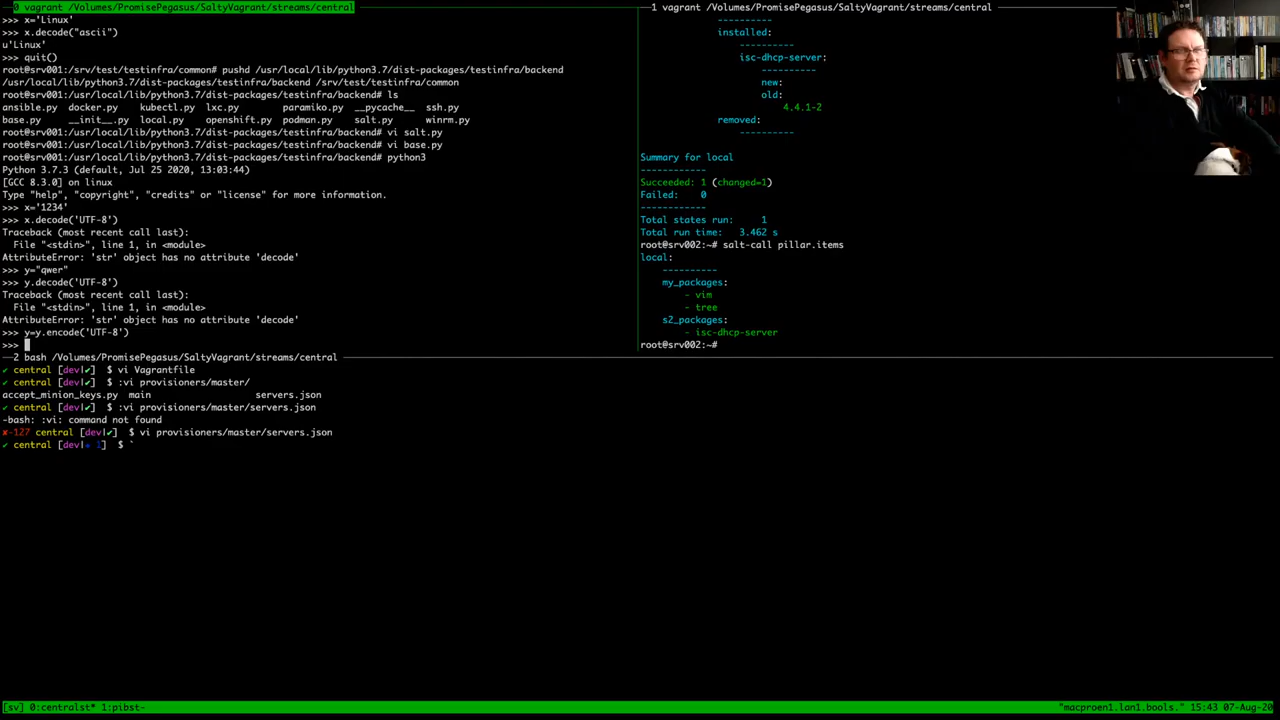 0 vagrant /Volumes/PromisePegasus/SaltyVagrant/streams/central
>>> x='Linux'
>>> x.decode("ascii")
u'Linux'
>>> quit()
root@srv001:/srv/test/testinfra/common# pushd /usr/local/lib/python3.7/dist-packages/testinfra/backend
/usr/local/lib/python3.7/dist-packages/testinfra/backend /srv/test/testinfra/common
root@srv001:/usr/local/lib/python3.7/dist-packages/testinfra/backend# ls
ansible.py  docker.py    kubectl.py  lxc.py        paramiko.py  __pycache__  ssh.py
base.py     __init__.py  local.py    openshift.py  podman.py    salt.py      winrm.py
root@srv001:/usr/local/lib/python3.7/dist-packages/testinfra/backend# vi salt.py
root@srv001:/usr/local/lib/python3.7/dist-packages/testinfra/backend# vi base.py
root@srv001:/usr/local/lib/python3.7/dist-packages/testinfra/backend# python3
Python 3.7.3 (default, Jul 25 2020, 13:03:44)
[GCC 8.3.0] on linux
Type "help", "copyright", "credits" or "license" for more information.
>>> x='1234'
>>> x.decode('UTF-8')
Traceback (most recent call last):
  File "<stdin>", line 1, in <module>
AttributeError: 'str' object has no attribute 'decode'
>>> y="qwer"
>>> y.decode('UTF-8')
Traceback (most recent call last):
  File "<stdin>", line 1, in <module>
AttributeError: 'str' object has no attribute 'decode'
>>> y=y.encode('UTF-8')
>>>
1 vagrant /Volumes/PromisePegasus/SaltyVagrant/streams/central
----------
installed:
----------
isc-dhcp-server:
----------
new:
old:
4.4.1-2
removed:
----------
Summary for local
------------
Succeeded: 1 (changed=1)
Failed:    0
------------
Total states run:     1
Total run time:   3.462 s
root@srv002:~# salt-call pillar.items
local:
----------
my_packages:
- vim
- tree
s2_packages:
- isc-dhcp-server
root@srv002:~#
2 bash /Volumes/PromisePegasus/SaltyVagrant/streams/central
✔ central [dev|✔]  $ vi Vagrantfile
✔ central [dev|✔]  $ :vi provisioners/master/
accept_minion_keys.py  main                   servers.json
✔ central [dev|✔]  $ :vi provisioners/master/servers.json
-bash: :vi: command not found
✘-127 central [dev|✔]  $ vi provisioners/master/servers.json
✔ central [dev|✚ 1]  $ `
[sv] 0:centralst* 1:pibst-
"macproen1.lan1.bools." 15:43 07-Aug-20